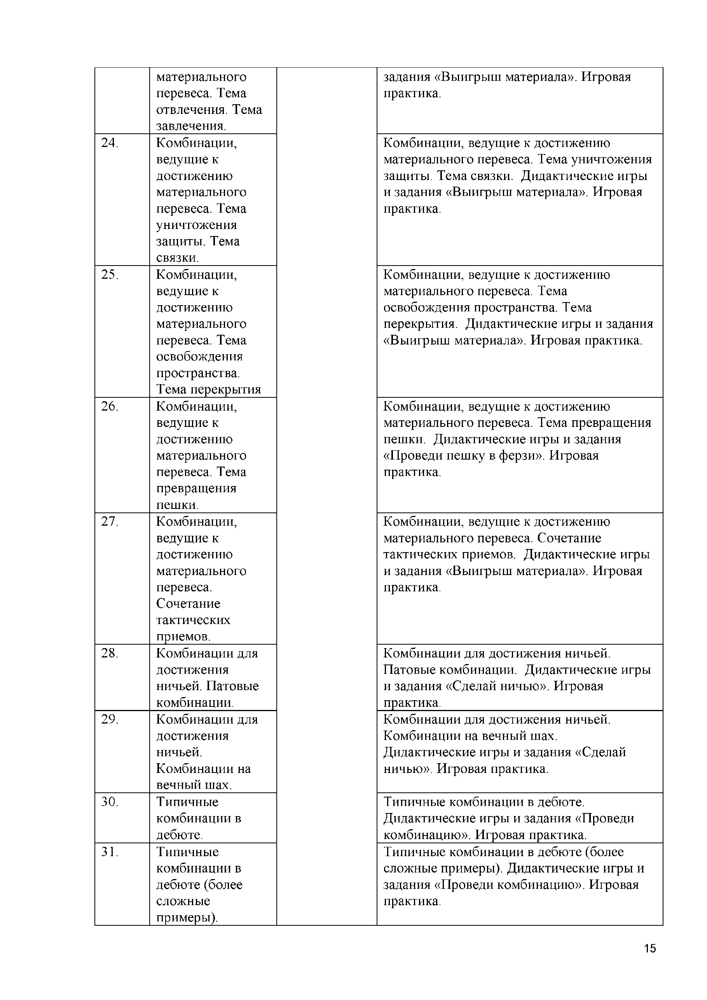 материального
перевеса. Тема
отвлечения. Тема
завлечения.
задания «Выигрыш материала». Игровая
практика.
24.
Комбинации,
ведущие к
достижению
материального
перевеса. Тема
уничтожения
защиты. Тема
связки.
Комбинации, ведущие к достижению
материального перевеса. Тема уничтожения
защиты. Тема связки.  Дидактические игры
и задания «Выигрыш материала». Игровая
практика.
25.
Комбинации,
ведущие к
достижению
материального
перевеса. Тема
освобождения
пространства.
Тема перекрытия
Комбинации, ведущие к достижению
материального перевеса. Тема
освобождения пространства. Тема
перекрытия.  Дидактические игры и задания
«Выигрыш материала». Игровая практика.
26.
Комбинации,
ведущие к
достижению
материального
перевеса. Тема
превращения
пешки.
Комбинации, ведущие к достижению
материального перевеса. Тема превращения
пешки.  Дидактические игры и задания
«Проведи пешку в ферзи». Игровая
практика.
27.
Комбинации,
ведущие к
достижению
материального
перевеса.
Сочетание
тактических
приемов.
Комбинации, ведущие к достижению
материального перевеса. Сочетание
тактических приемов.  Дидактические игры
и задания «Выигрыш материала». Игровая
практика.
28.
Комбинации для
достижения
ничьей. Патовые
комбинации.
Комбинации для достижения ничьей.
Патовые комбинации.  Дидактические игры
и задания «Сделай ничью». Игровая
практика.
29.
Комбинации для
достижения
ничьей.
Комбинации на
вечный шах.
Комбинации для достижения ничьей.
Комбинации на вечный шах.
Дидактические игры и задания «Сделай
ничью». Игровая практика.
30.
Типичные
комбинации в
дебюте.
Типичные комбинации в дебюте.
Дидактические игры и задания «Проведи
комбинацию». Игровая практика.
31.
Типичные
комбинации в
дебюте (более
сложные
примеры).
Типичные комбинации в дебюте (более
сложные примеры). Дидактические игры и
задания «Проведи комбинацию». Игровая
практика.
15